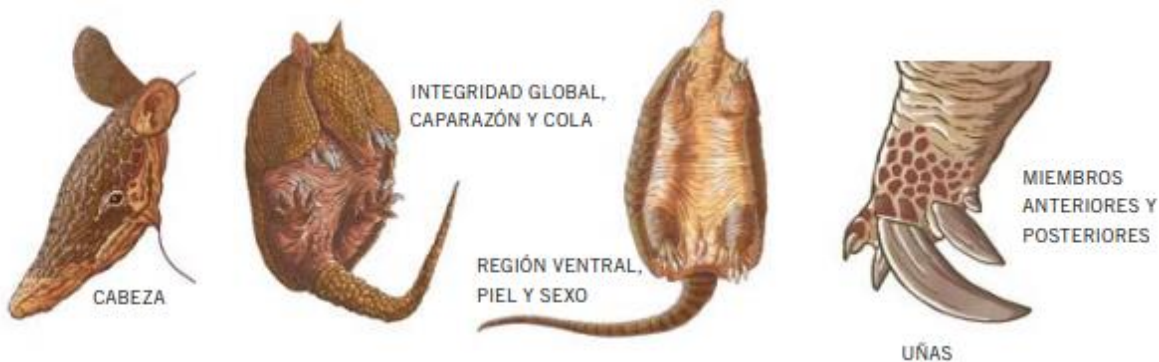 CABEZA
INTEGRIDAD GLOBAL,
CAPARAZÓN Y COLA
REGIÓN VENTRAL,
PIEL Y SEXO
MIEMBROS
ANTERIORES Y
POSTERIORES
UÑAS